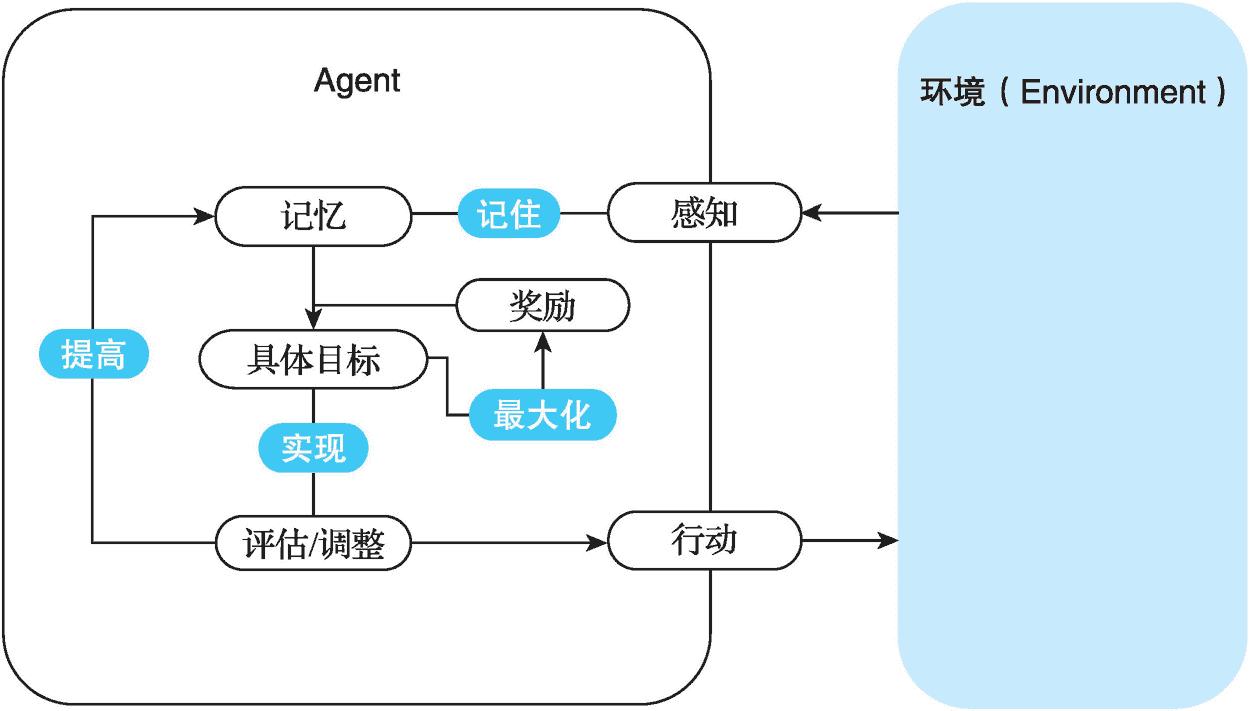 Agent
环境（Environment）
记忆
记住
感知
奖励
提高
具体目标
最大化
实现
评估/调整
行动